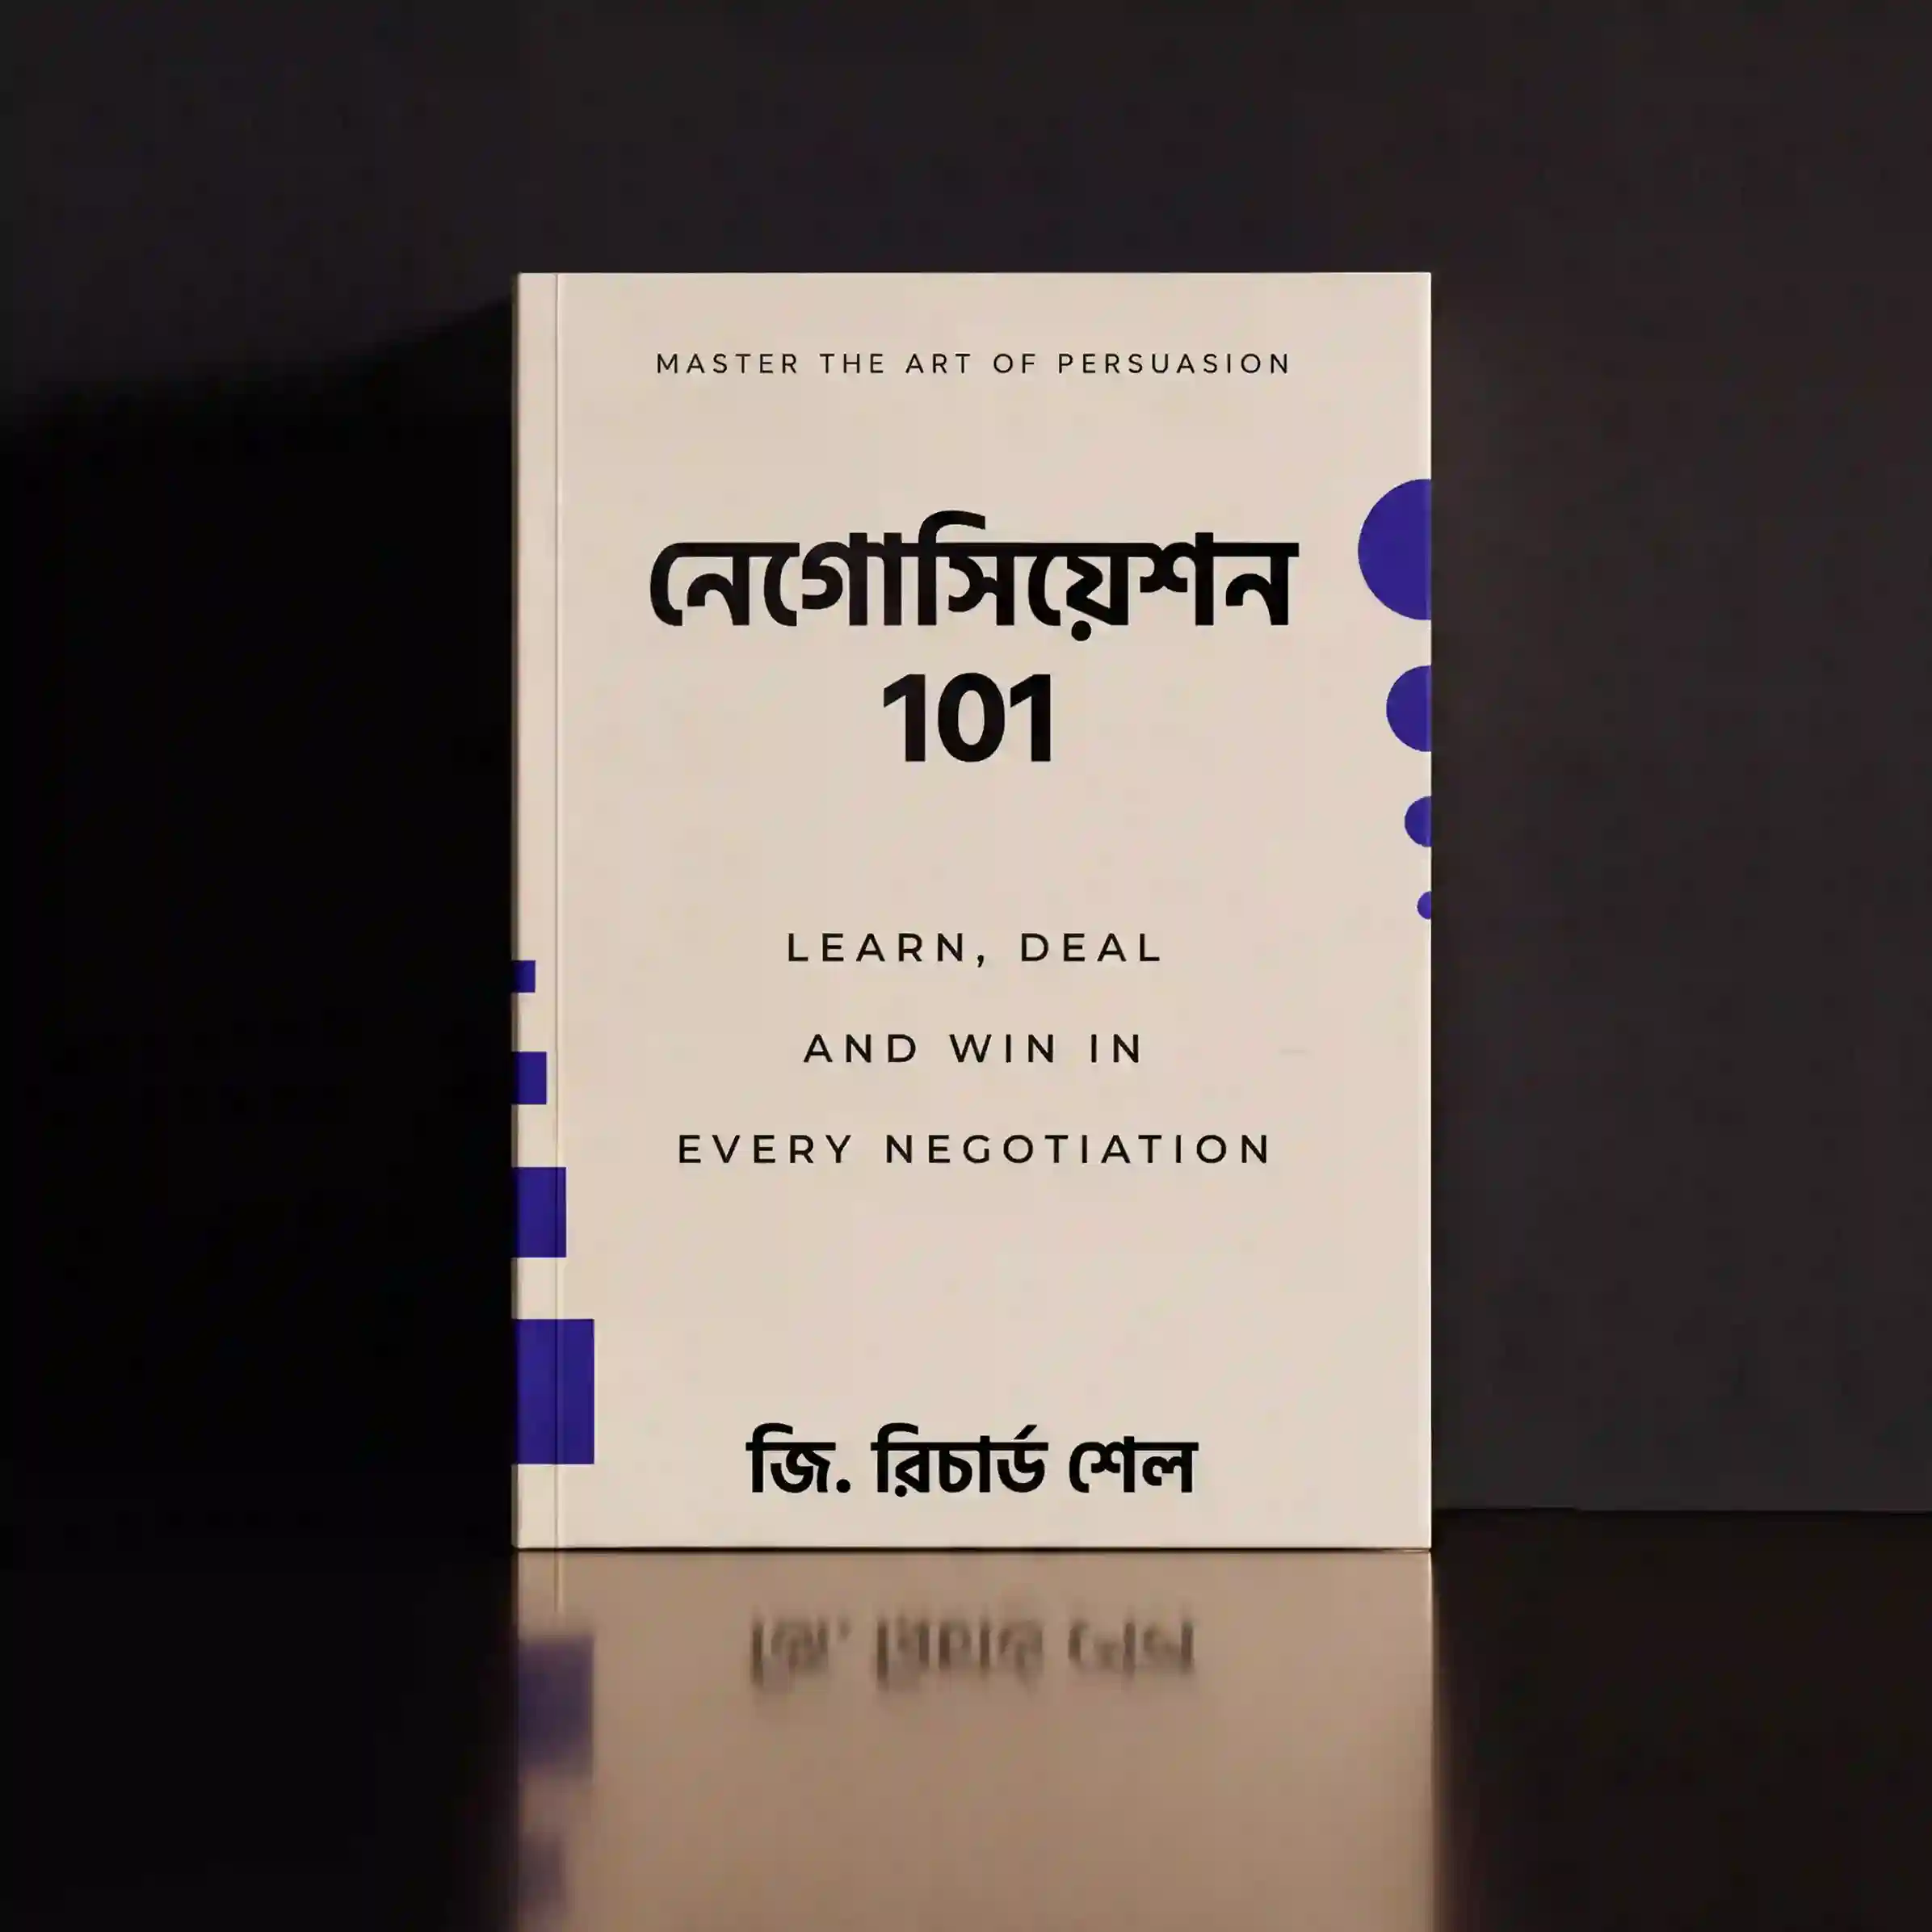 MASTER THE ART OF PERSUASION
নেগোসিয়েশন
101
LEARN, DEAL
AND WIN IN
EVERY NEGOTIATION
জি. রিচার্ড শেল